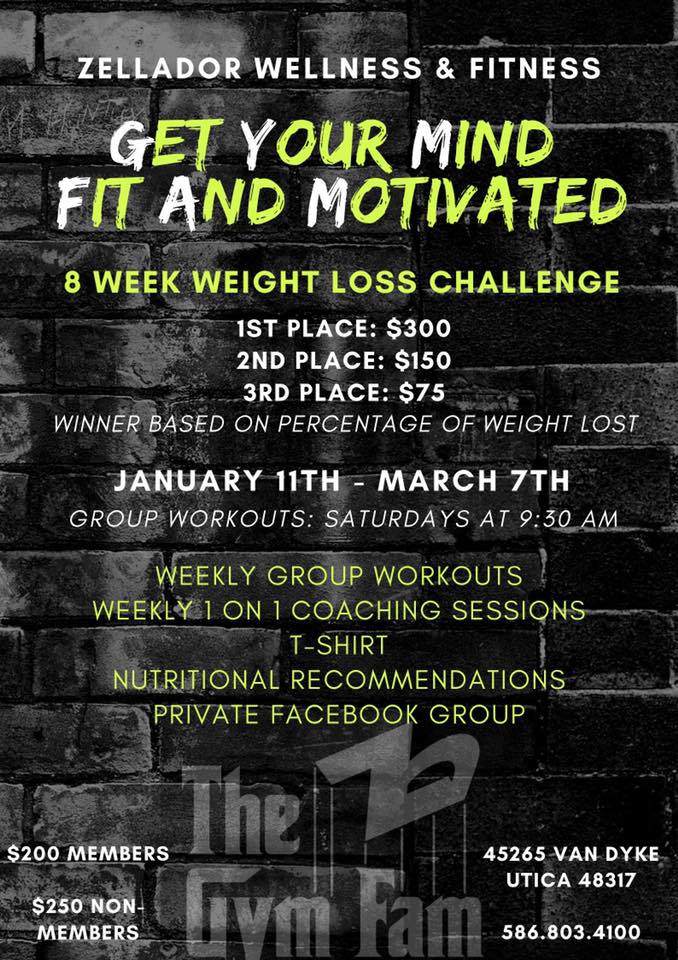 ZELLADOR WELLNESS & FITNESS
GET YOUR MIND
FIT AND MOTIVATED
8 WEEK WEIGHT LOSS CHALLENGE
1ST PLACE: $300
2ND PLACE: $150
3RD PLACE: $75
WINNER BASED ON PERCENTAGE OF WEIGHT LOST
JANUARY 11TH - MARCH 7TH
GROUP WORKOUTS: SATURDAYS AT 9:30 AM
WEEKLY GROUP WORKOUTS
WEEKLY 1 ON 1 COACHING SESSIONS
T-SHIRT
NUTRITIONAL RECOMMENDATIONS
PRIVATE FACEBOOK GROUP
The
Gym Fam
$200 MEMBERS
$250 NON-
MEMBERS
45265 VAN DYKE
UTICA 48317
586.803.4100